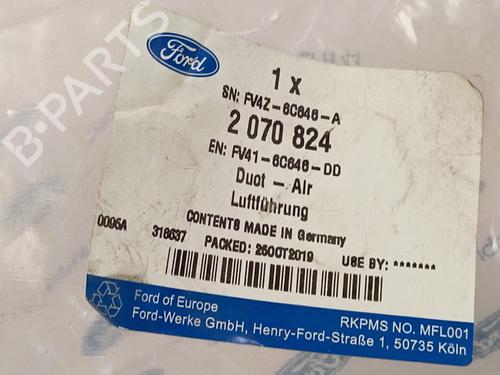 B-PARTS
Ford
1 x
SN: FV4Z-6C646-A
2 070 824
EN: FV41-6C646-DD
Duct - Air
Luftführung
CONTENTS MADE IN Germany
0095A 318637 PACKED: 26OCT2019 USE BY: *******
Ford of Europe
Ford-Werke GmbH, Henry-Ford-Straße 1, 50735 Köln
RKPMS NO. MFL001